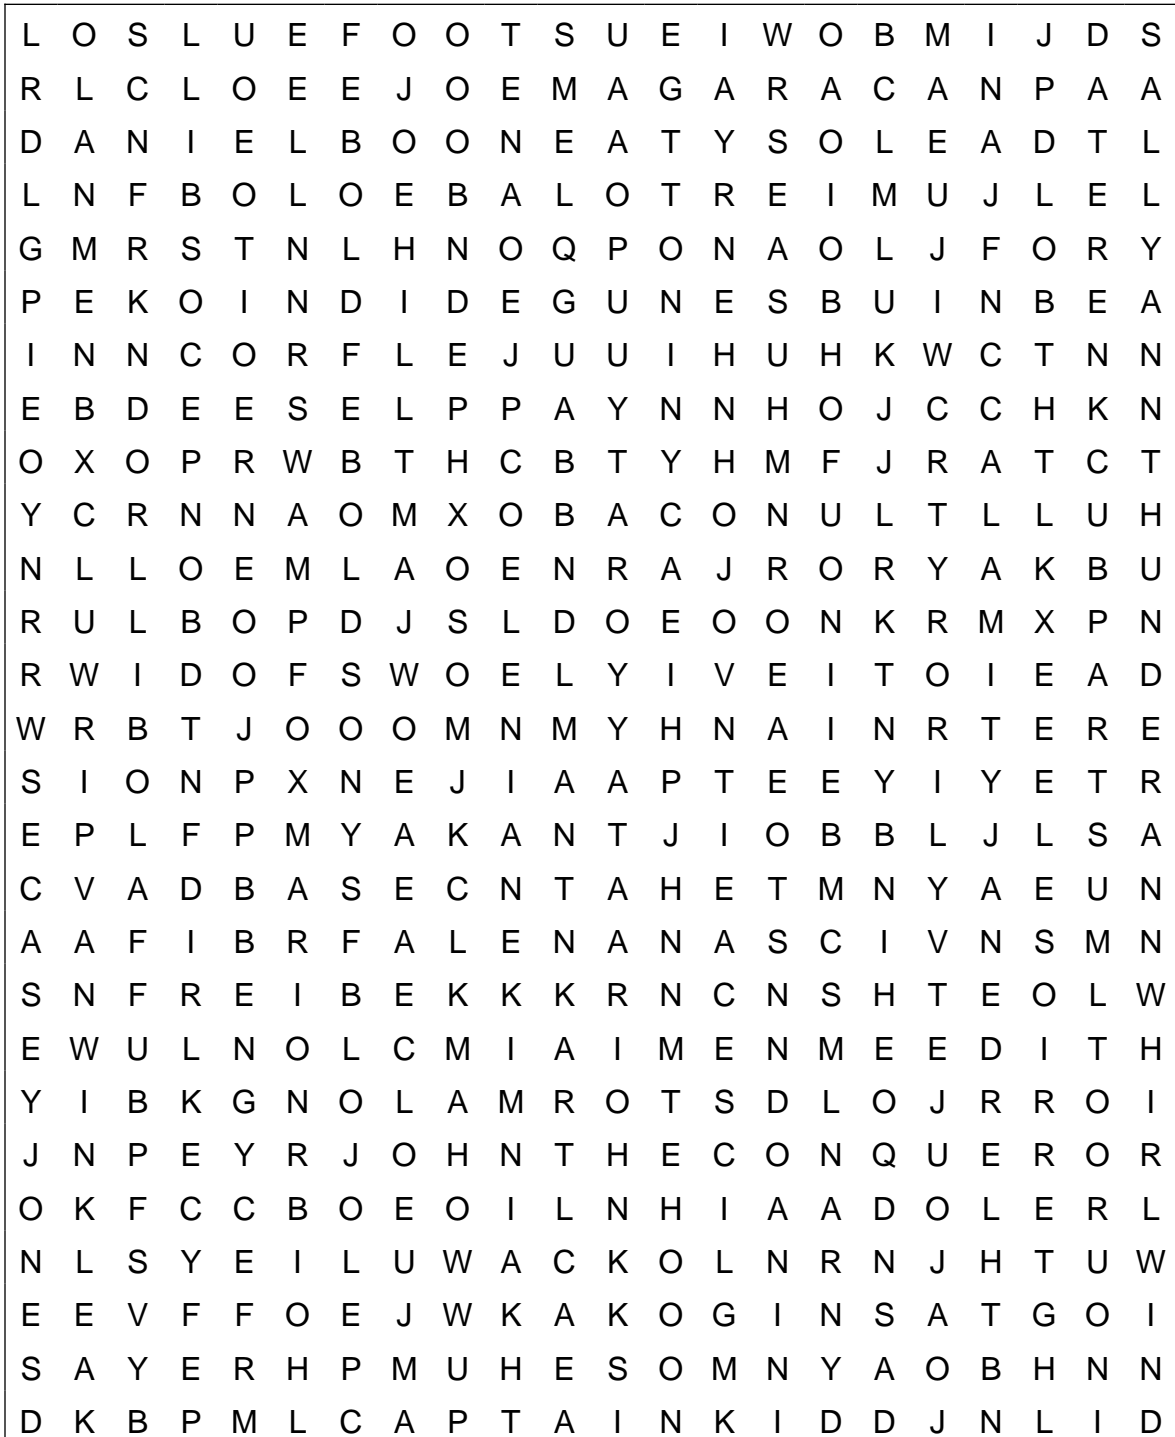 L O S L U E F O O T S U E I W O B M I J D S
R L C L O E E J O E M A G A R A C A N P A A
D A N I E L B O O N E A T Y S O L E A D T L
L N F B O L O E B A L O T R E I M U J L E L
G M R S T N L H N O Q P O N A O L J F O R Y
P E K O I N D I D E G U N E S B U I N B E A
I N N C O R F L E J U U I H U H K W C T N N
E B D E E S E L P P A Y N N H O J C C H K N
O X O P R W B T H C B T Y H M F J R A T C T
Y C R N N A O M X O B A C O N U L T L L U H
N L L O E M L A O E N R A J R O R Y A K B U
R U L B O P D J S L D O E O O N K R M X P N
R W I D O F S W O E L Y I V E I T O I E A D
W R B T J O O O M N M Y H N A I N R T E R E
S I O N P X N E J I A A P T E E Y I Y E T R
E P L F P M Y A K A N T J I O B B L J L S A
C V A D B A S E C N T A H E T M N Y A E U N
A A F I B R F A L E N A N A S C I V N S M N
S N F R E I B E K K K R N C N S H T E O L W
E W U L N O L C M I A I M E N M E E D I T H
Y I B K G N O L A M R O T S D L O J R R O I
J N P E Y R J O H N T H E C O N Q U E R O R
O K F C C B O E O I L N H I A A D O L E R L
N L S Y E I L U W A C K O L N R N J H T U W
E E V F F O E J W K A K O G I N S A T G O I
S A Y E R H P M U H E S O M N Y A O B H N N
D K B P M L C A P T A I N K I D D J N L I D